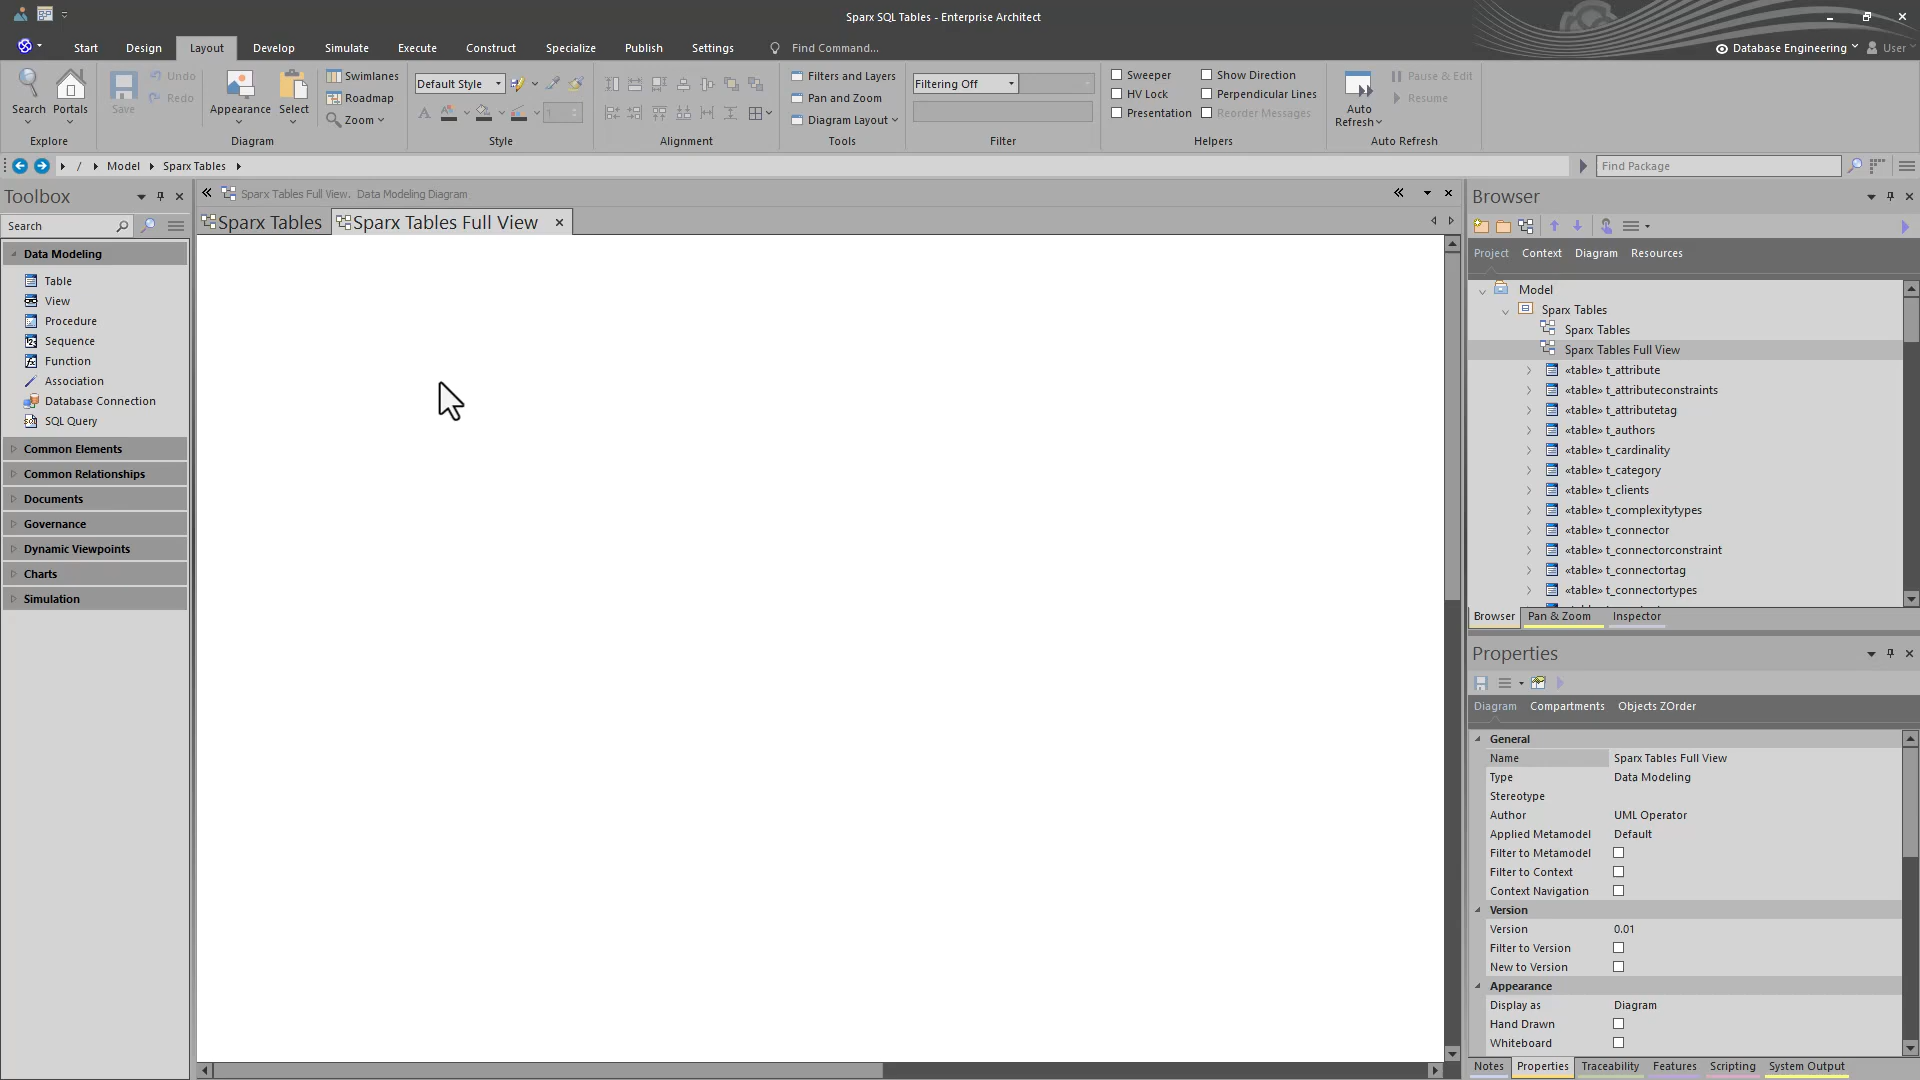 Sparx SQL Tables - Enterprise Architect
Start Design Layout Develop Simulate Execute Construct Specialize Publish Settings Find Command... Database Engineering User
Search Portals Save Undo Redo Appearance Select Swimlanes Roadmap Zoom
Default Style
Filters and Layers
Pan and Zoom
Diagram Layout
Filtering Off
Sweeper
HV Lock
Presentation
Show Direction
Perpendicular Lines
Reorder Messages
Auto
Refresh
Pause & Edit
Resume
Explore Diagram Style Alignment Tools Filter Helpers Auto Refresh
/ Model Sparx Tables Find Package
Toolbox
Search
Data Modeling
Table
View
Procedure
Sequence
Function
Association
Database Connection
SQL Query
Common Elements
Common Relationships
Documents
Governance
Dynamic Viewpoints
Charts
Simulation
Sparx Tables Full View. Data Modeling Diagram
Sparx Tables Sparx Tables Full View
Browser
Project Context Diagram Resources
Model
Sparx Tables
Sparx Tables
Sparx Tables Full View
«table» t_attribute
«table» t_attributeconstraints
«table» t_attributetag
«table» t_authors
«table» t_cardinality
«table» t_category
«table» t_clients
«table» t_complexitytypes
«table» t_connector
«table» t_connectorconstraint
«table» t_connectortag
«table» t_connectortypes
Browser Pan & Zoom Inspector
Properties
Diagram Compartments Objects ZOrder
General
Name Sparx Tables Full View
Type Data Modeling
Stereotype
Author UML Operator
Applied Metamodel Default
Filter to Metamodel
Filter to Context
Context Navigation
Version
Version 0.01
Filter to Version
New to Version
Appearance
Display as Diagram
Hand Drawn
Whiteboard
Notes Properties Traceability Features Scripting System Output